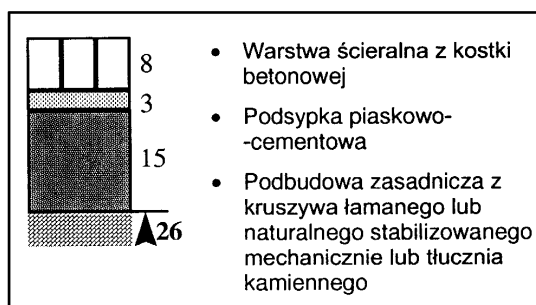 8
3
15
26
• Warstwa ścieralna z kostki
betonowej
• Podsypka piaskowo-
-cementowa
• Podbudowa zasadnicza z
kruszywa łamanego lub
naturalnego stabilizowanego
mechanicznie lub tłucznia
kamiennego